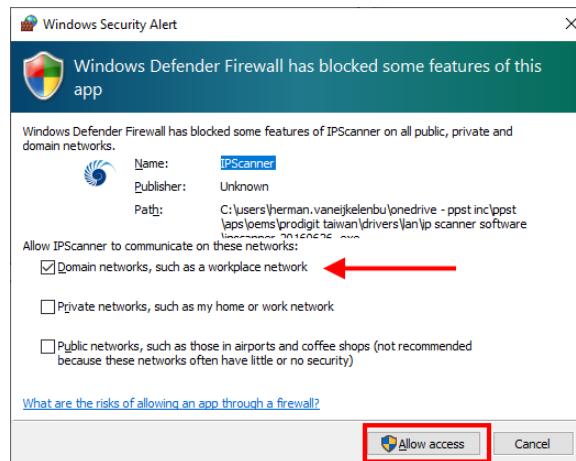 Windows Security Alert
Windows Defender Firewall has blocked some features of this
app
Windows Defender Firewall has blocked some features of IPScanner on all public, private and
domain networks.
Name: IPScanner
Publisher: Unknown
Path: C:\users\herman.vaneijkelenbu\onedrive - ppst inc\ppst
\aps\oems\prodigit taiwan\drivers\lan\ip scanner software
Allow IPScanner to communicate on these networks:
Domain networks, such as a workplace network
Private networks, such as my home or work network
Public networks, such as those in airports and coffee shops (not recommended
because these networks often have little or no security)
What are the risks of allowing an app through a firewall?
Allow access Cancel